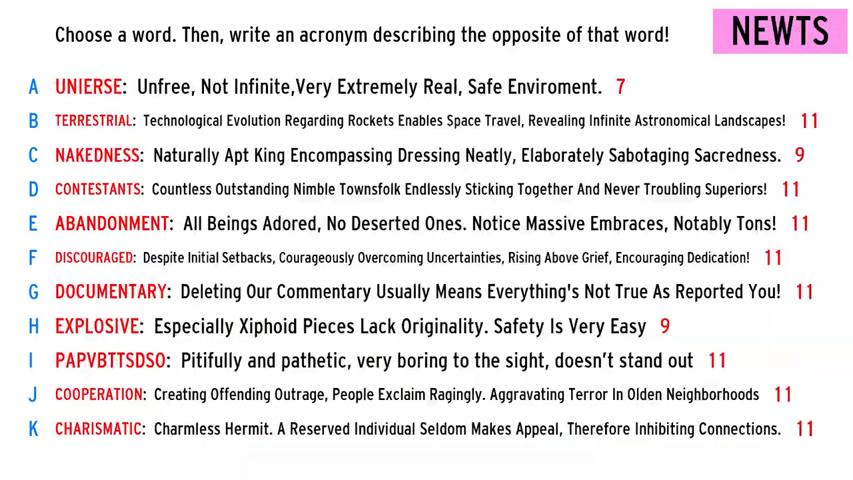 Choose a word. Then, write an acronym describing the opposite of that word!
NEWTS
A UNIERSE: Unfree, Not Infinite,Very Extremely Real, Safe Enviroment. 7
B TERRESTRIAL: Technological Evolution Regarding Rockets Enables Space Travel, Revealing Infinite Astronomical Landscapes! 11
C NAKEDNESS: Naturally Apt King Encompassing Dressing Neatly, Elaborately Sabotaging Sacredness. 9
D CONTESTANTS: Countless Outstanding Nimble Townsfolk Endlessly Sticking Together And Never Troubling Superiors! 11
E ABANDONMENT: All Beings Adored, No Deserted Ones. Notice Massive Embraces, Notably Tons! 11
F DISCOURAGED: Despite Initial Setbacks, Courageously Overcoming Uncertainties, Rising Above Grief, Encouraging Dedication! 11
G DOCUMENTARY: Deleting Our Commentary Usually Means Everything's Not True As Reported You! 11
H EXPLOSIVE: Especially Xiphoid Pieces Lack Originality. Safety Is Very Easy 9
I PAPVBTTSDSO: Pitifully and pathetic, very boring to the sight, doesn't stand out 11
J COOPERATION: Creating Offending Outrage, People Exclaim Ragingly. Aggravating Terror In Olden Neighborhoods 11
K CHARISMATIC: Charmless Hermit. A Reserved Individual Seldom Makes Appeal, Therefore Inhibiting Connections. 11